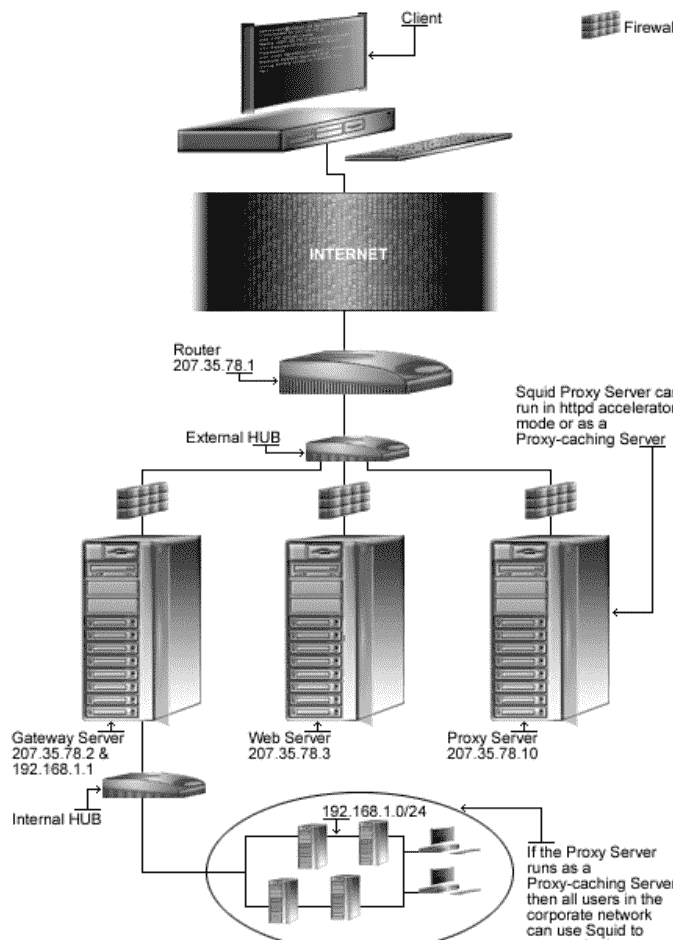 Client
Firewal
INTERNET
Router
207.35.78.1
Squid Proxy Server can
run in httpd accelerator
mode or as a
Proxy-caching Server
External HUB
Gateway Server
207.35.78.2 &
192.168.1.1
Web Server
207.35.78.3
Proxy Server
207.35.78.10
Internal HUB
192.168.1.0/24
If the Proxy Server
runs as a
Proxy-caching Server
then all users in the
corporate network
can use Squid to